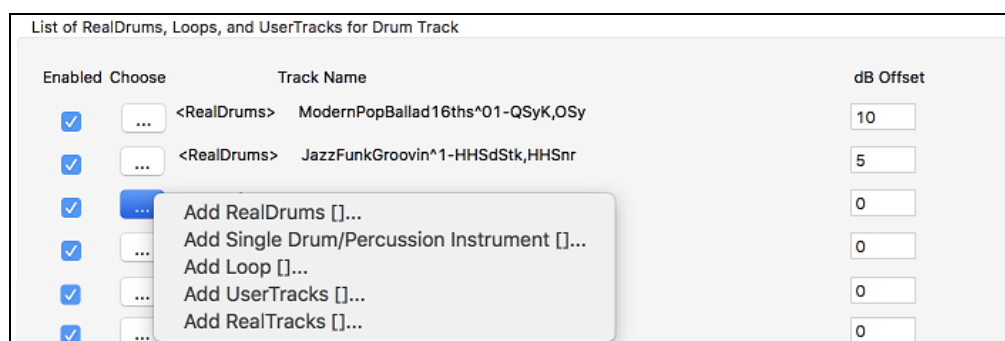 List of RealDrums, Loops, and UserTracks for Drum Track
Enabled Choose Track Name dB Offset
... <RealDrums> ModernPopBallad16ths^01-QSyK,OSy 10
... <RealDrums> JazzFunkGroovin^1-HHSdStk,HHSnr 5
... 0
Add RealDrums []...
Add Single Drum/Percussion Instrument []...
... 0
Add Loop []...
Add UserTracks []...
... 0
Add RealTracks []...
... 0